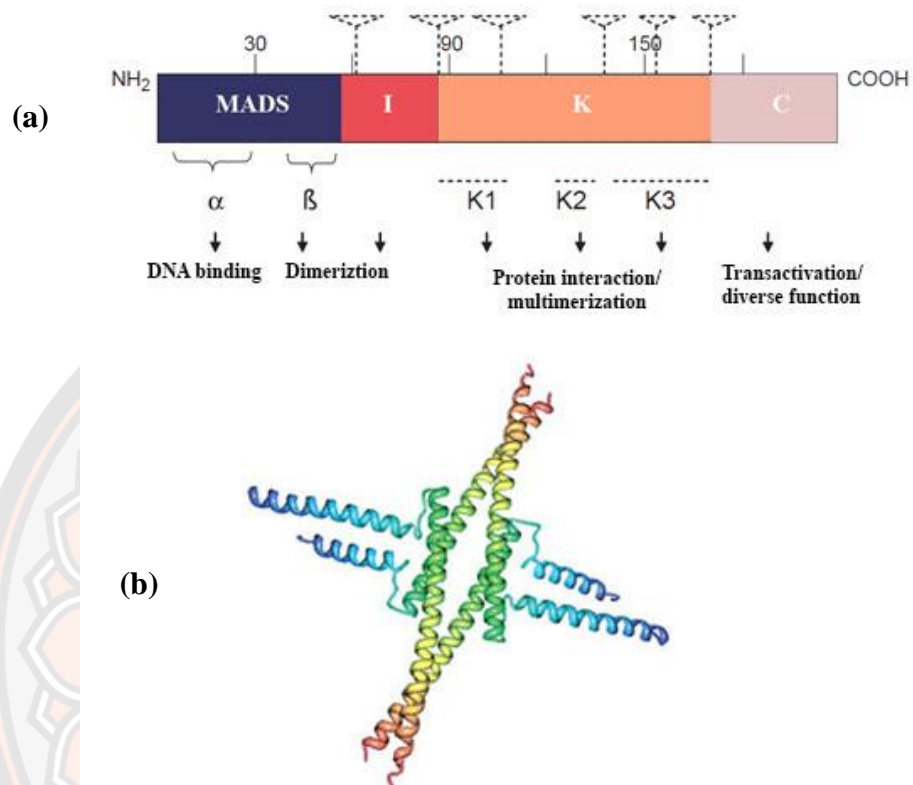 30 90 150
NH2 COOH
(a) MADS I K C
α ß K1 K2 K3
DNA binding Dimeriztion Protein interaction/ Transactivation/
multimerization diverse function
(b)